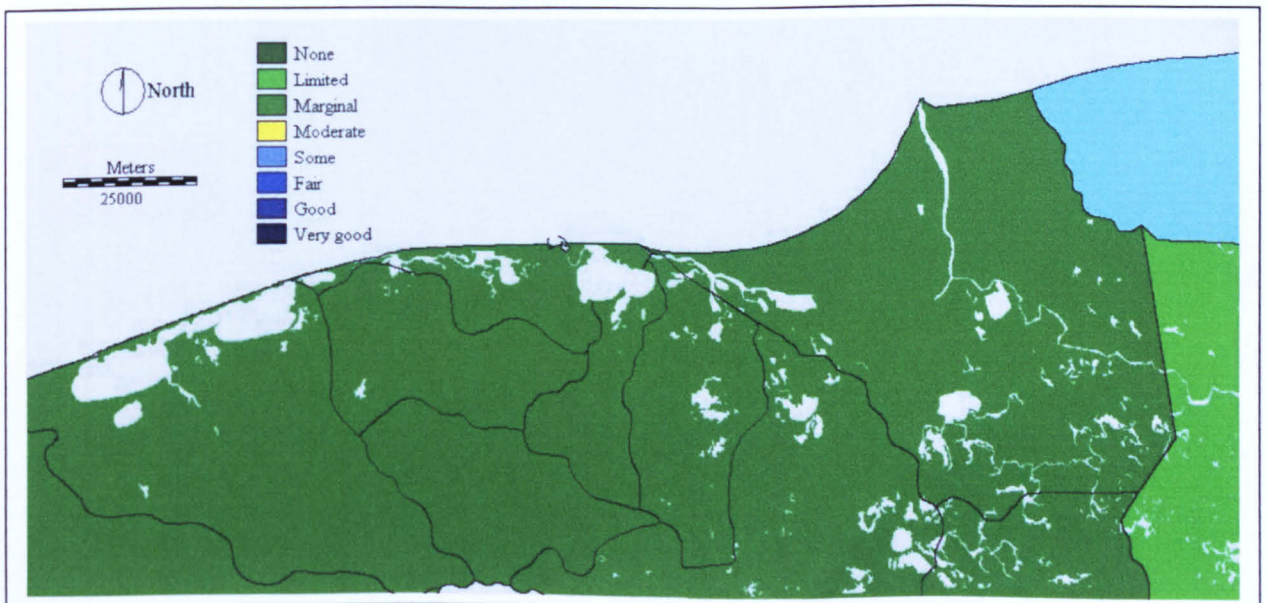 North
Meters
25000
None
Limited
Marginal
Moderate
Some
Fair
Good
Very good